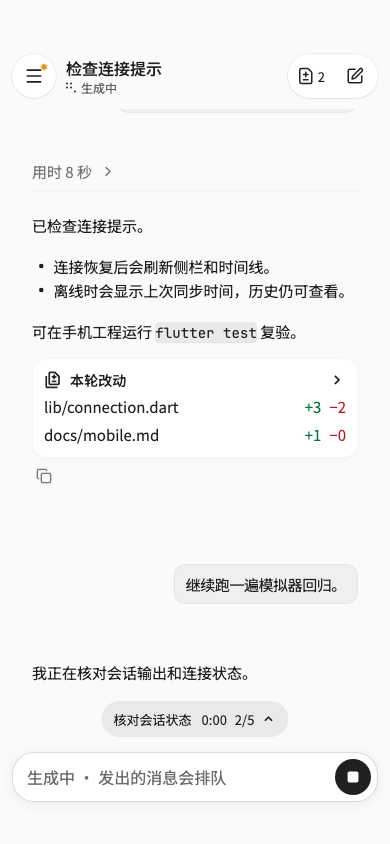 检查连接提示
生成中
2
用时 8 秒
已检查连接提示。
• 连接恢复后会刷新侧栏和时间线。
• 离线时会显示上次同步时间，历史仍可查看。
可在手机工程运行 flutter test 复验。
本轮改动
lib/connection.dart +3 −2
docs/mobile.md +1 −0
继续跑一遍模拟器回归。
我正在核对会话输出和连接状态。
核对会话状态 0:00 2/5
生成中 · 发出的消息会排队